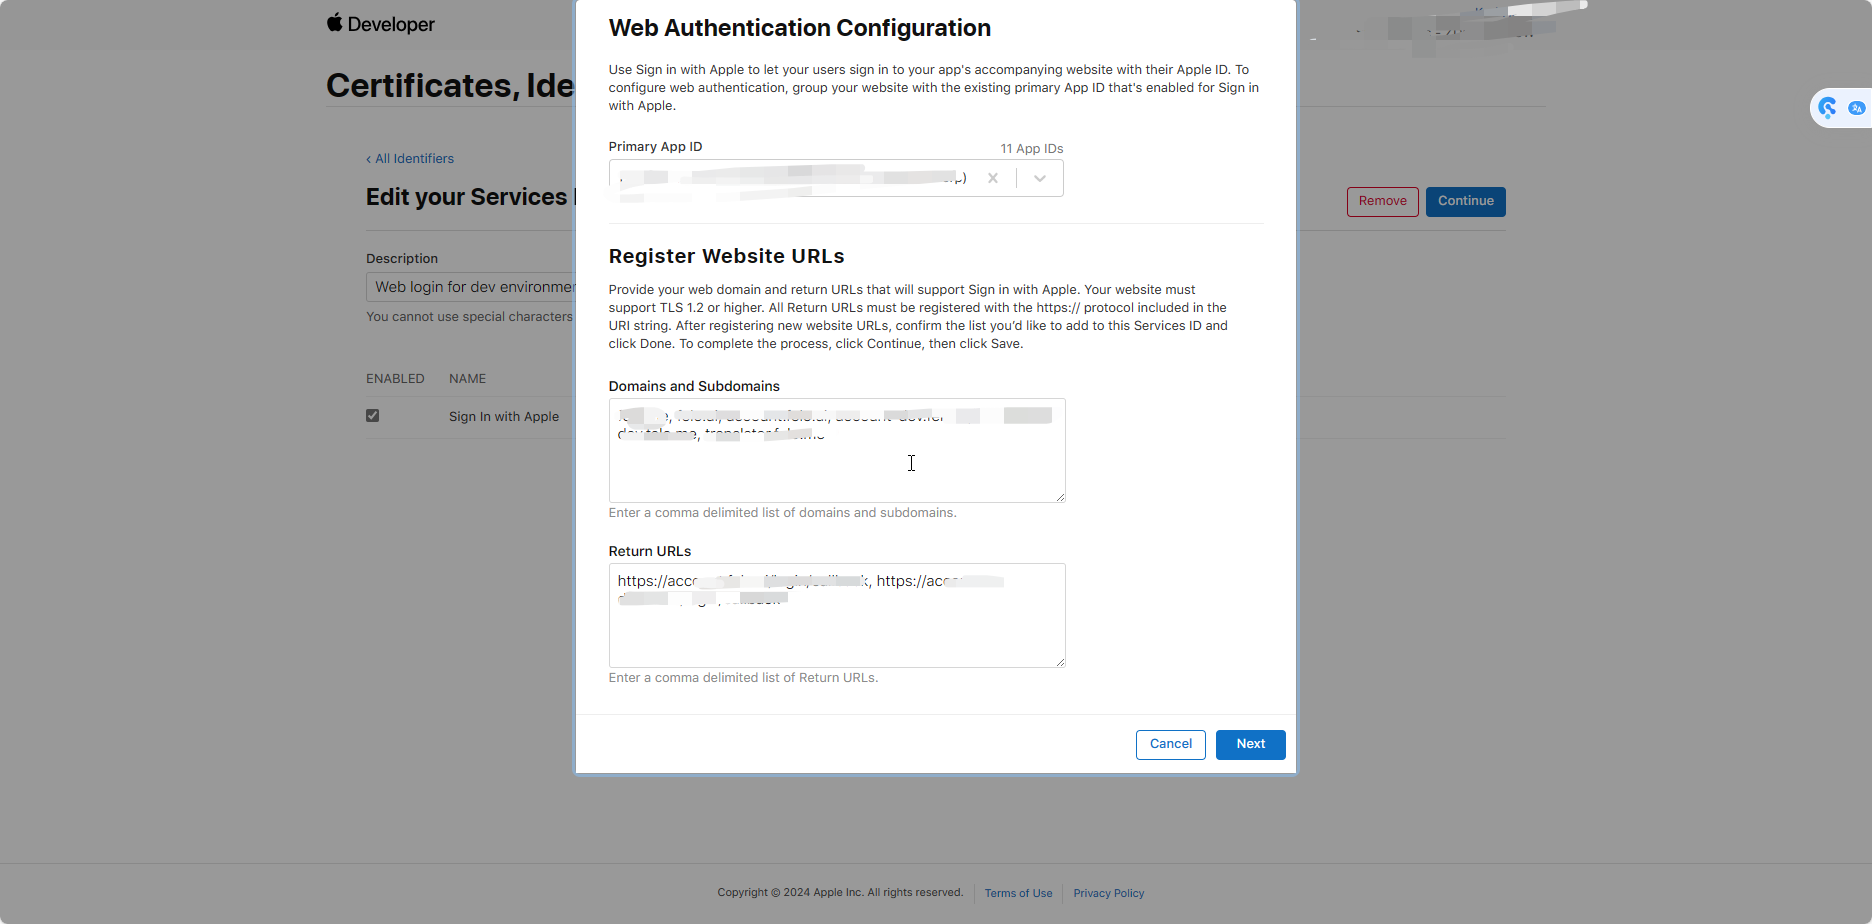 Developer
Certificates, Ide
‹ All Identifiers
Edit your Services
Remove
Continue
Description
Web login for dev environme
You cannot use special characters
ENABLED
NAME
Sign In with Apple
Web Authentication Configuration
Use Sign in with Apple to let your users sign in to your app's accompanying website with their Apple ID. To
configure web authentication, group your website with the existing primary App ID that's enabled for Sign in
with Apple.
Primary App ID
11 App IDs
Register Website URLs
Provide your web domain and return URLs that will support Sign in with Apple. Your website must
support TLS 1.2 or higher. All Return URLs must be registered with the https:// protocol included in the
URI string. After registering new website URLs, confirm the list you'd like to add to this Services ID and
click Done. To complete the process, click Continue, then click Save.
Domains and Subdomains
Enter a comma delimited list of domains and subdomains.
Return URLs
https://acc
https://acc
Enter a comma delimited list of Return URLs.
Cancel
Next
Copyright © 2024 Apple Inc. All rights reserved.
Terms of Use
Privacy Policy